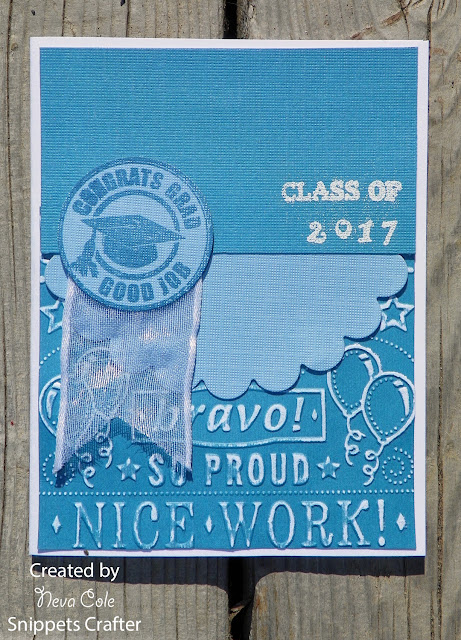 CONGRATS GRAD
GOOD JOB
CLASS OF
2017
Bravo!
SO PROUD
NICE WORK!
Created by
Neva Cole
Snippets Crafter